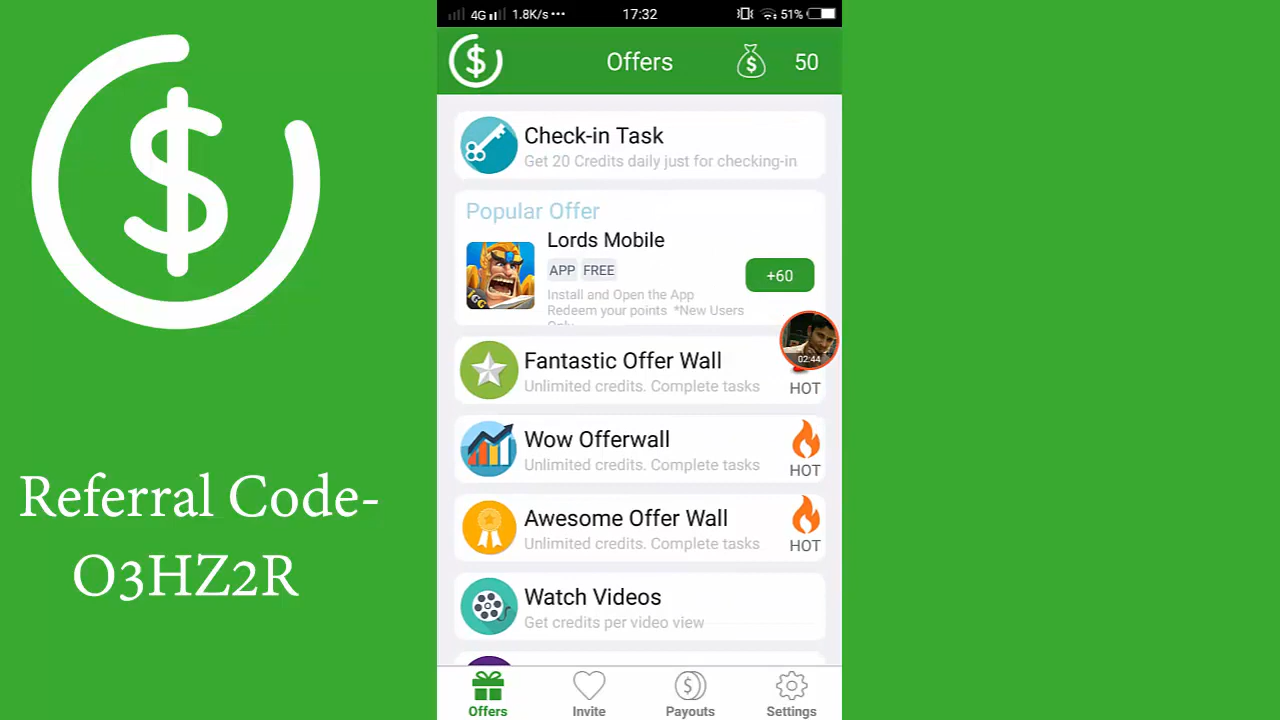 4G 1.8K/s ••• 17:32 51%
$ Offers $ 50
Check-in Task
Get 20 Credits daily just for checking-in
Popular Offer
Lords Mobile
APP FREE
+60
Install and Open the App
Redeem your points *New Users
Only
IGG
02:44
Fantastic Offer Wall
Unlimited credits. Complete tasks
HOT
Wow Offerwall
Unlimited credits. Complete tasks
HOT
Awesome Offer Wall
Unlimited credits. Complete tasks
HOT
Watch Videos
Get credits per video view
Offers Invite Payouts Settings
$
Referral Code-
O3HZ2R